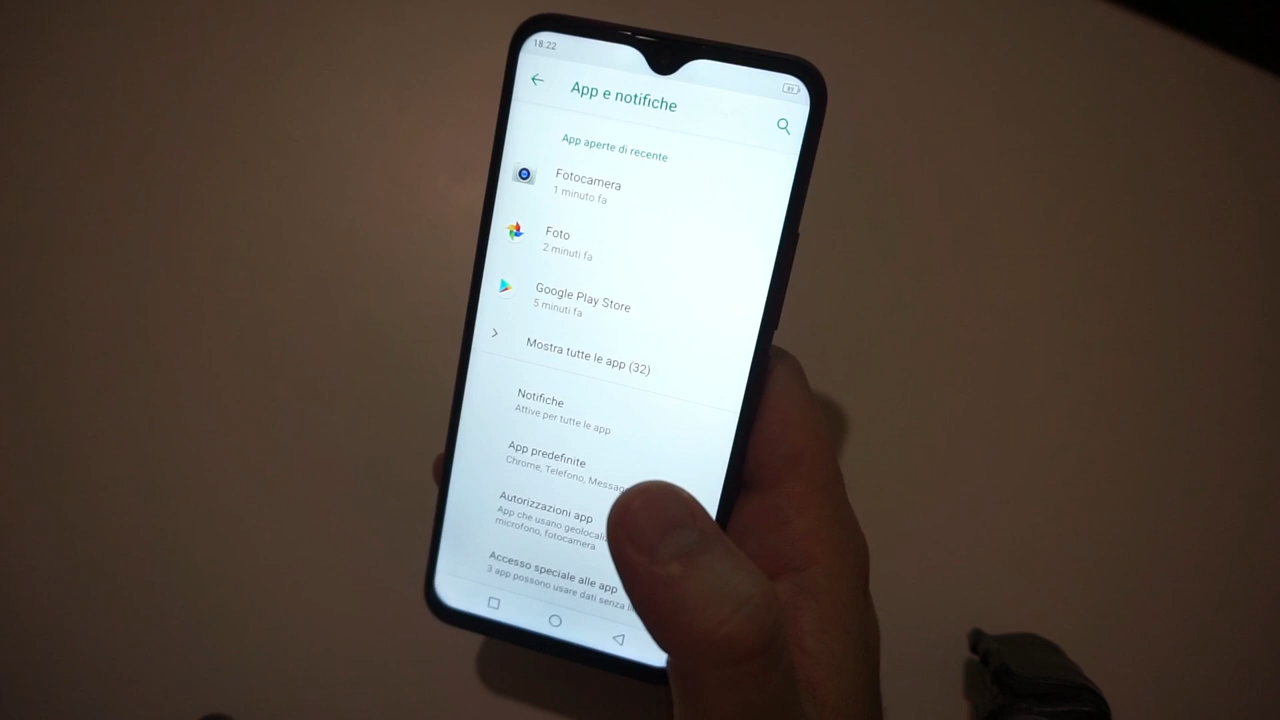 18:22
89
App e notifiche
App aperte di recente
Fotocamera
1 minuto fa
Foto
2 minuti fa
Google Play Store
5 minuti fa
Mostra tutte le app (32)
Notifiche
Attive per tutte le app
App predefinite
Chrome, Telefono,
Autorizzazioni app
App che usano
microfono, fotocamera
Accesso speciale alle app
3 app possono usare dati senza